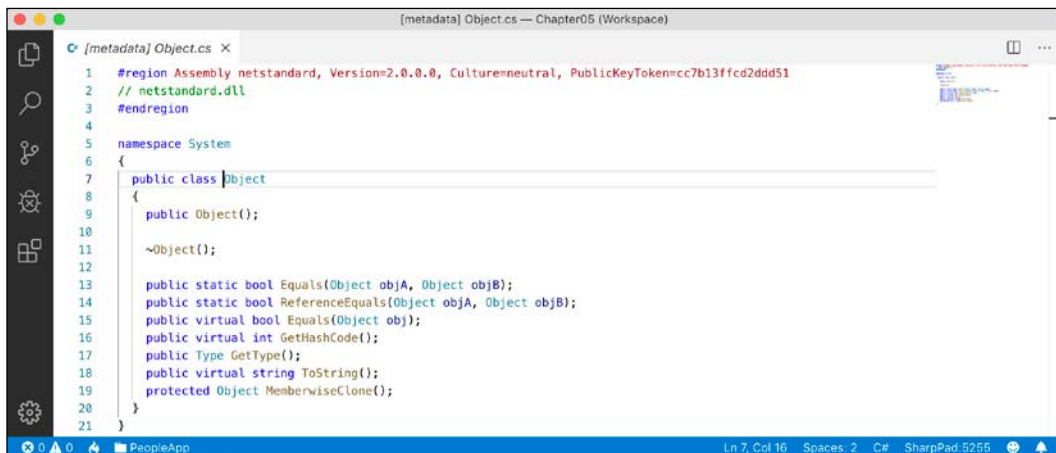 [metadata] Object.cs — Chapter05 (Workspace)
[metadata] Object.cs ×
1 #region Assembly netstandard, Version=2.0.0.0, Culture=neutral, PublicKeyToken=cc7b13ffcd2ddd51
2 // netstandard.dll
3 #endregion
4
5 namespace System
6 {
7 public class Object
8 {
9 public Object();
10
11 ~Object();
12
13 public static bool Equals(Object objA, Object objB);
14 public static bool ReferenceEquals(Object objA, Object objB);
15 public virtual bool Equals(Object obj);
16 public virtual int GetHashCode();
17 public Type GetType();
18 public virtual string ToString();
19 protected Object MemberwiseClone();
20 }
21 }
0 0 PeopleApp Ln 7, Col 16 Spaces: 2 C# SharpPad:5255